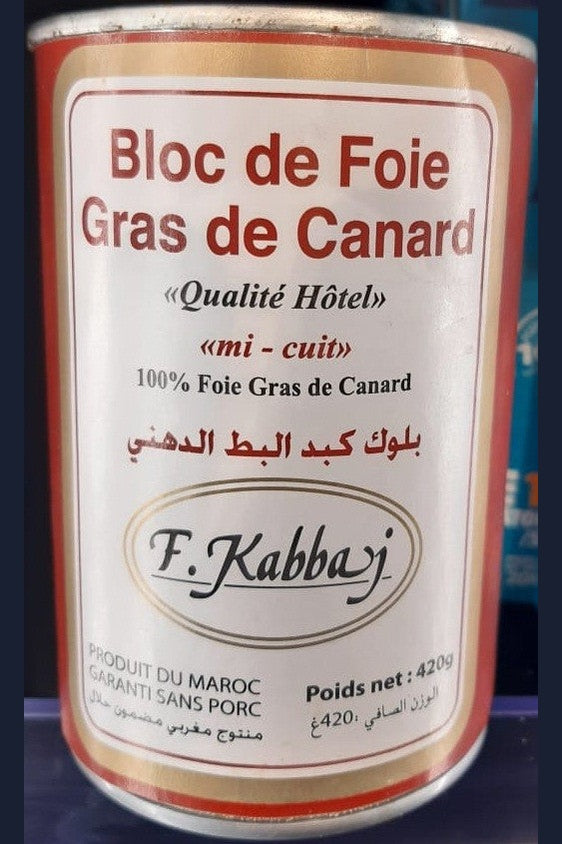 Bloc de Foie
Gras de Canard
«Qualité Hôtel»
«mi - cuit»
100% Foie Gras de Canard
بلوك كبد البط الدهني
F. Kabbaj
PRODUIT DU MAROC
GARANTI SANS PORC
منتوج مغربي مضمون حلال
Poids net : 420g
الوزن الصافي :420غ